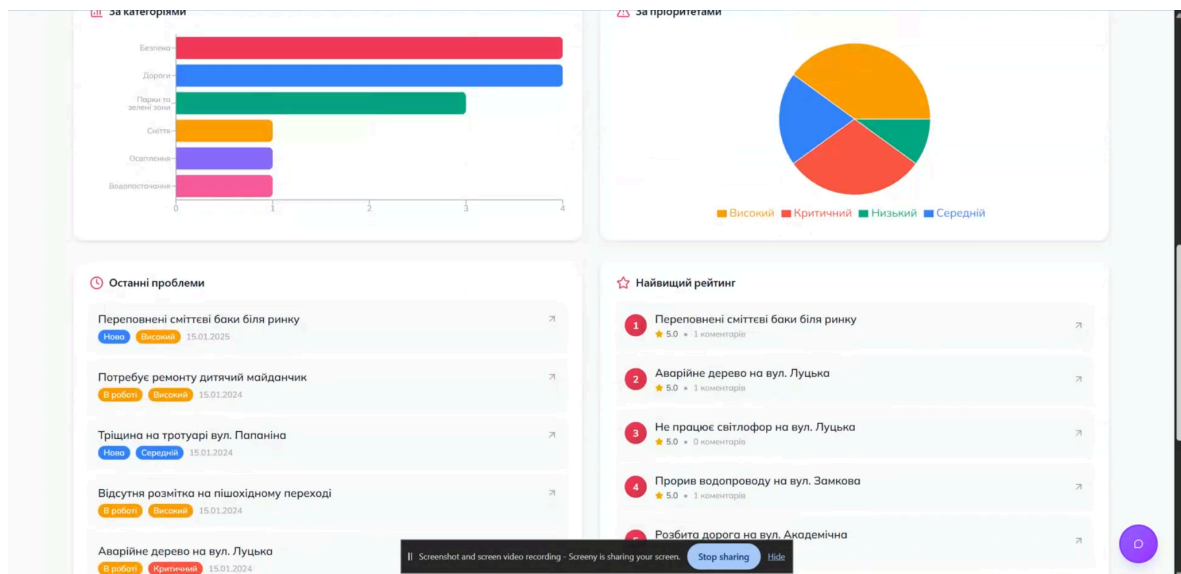 За категоріями
Безпека
Дороги
Парки та
зелені зони
Сміття
Опалення
Водопостачання
0 1 2 3 4
За пріоритетами
Високий Критичний Низький Середній
Останні проблеми
Переповнені сміттєві баки біля ринку
Нова Високий 15.01.2025
Потребує ремонту дитячий майданчик
В роботі Високий 15.01.2024
Тріщина на тротуарі вул. Папаніна
Нова Середній 15.01.2024
Відсутня розмітка на пішохідному переході
В роботі Високий 15.01.2024
Аварійне дерево на вул. Луцька
В роботі Критичний 15.01.2024
Найвищий рейтинг
1 Переповнені сміттєві баки біля ринку
5.0 • 1 коментарів
2 Аварійне дерево на вул. Луцька
5.0 • 1 коментарів
3 Не працює світлофор на вул. Луцька
5.0 • 0 коментарів
4 Прорив водопроводу на вул. Замкова
5.0 • 1 коментарів
5 Розбита дорога на вул. Академічна
Screenshot and screen video recording - Screeny is sharing your screen. Stop sharing Hide